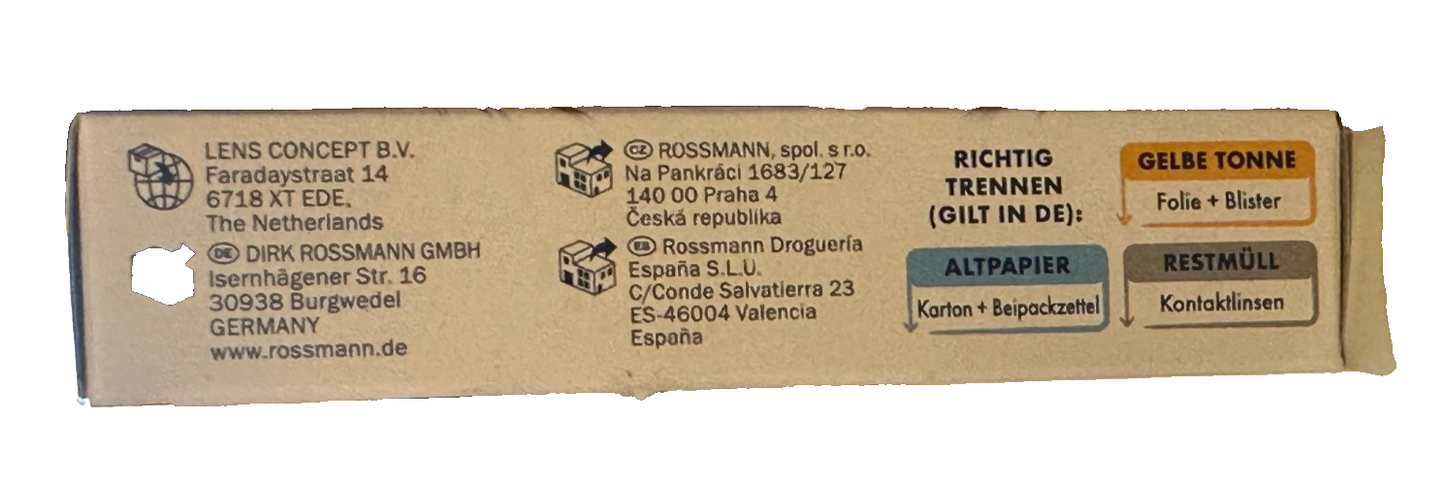 LENS CONCEPT B.V.
Faradaystraat 14
6718 XT EDE,
The Netherlands
DE DIRK ROSSMANN GMBH
Isernhägener Str. 16
30938 Burgwedel
GERMANY
www.rossmann.de
CZ ROSSMANN, spol. s r.o.
Na Pankráci 1683/127
140 00 Praha 4
Česká republika
ES Rossmann Droguería
España S.L.U.
C/Conde Salvatierra 23
ES-46004 Valencia
España
RICHTIG
TRENNEN
(GILT IN DE):
GELBE TONNE
Folie + Blister
ALTPAPIER
Karton + Beipackzettel
RESTMÜLL
Kontaktlinsen